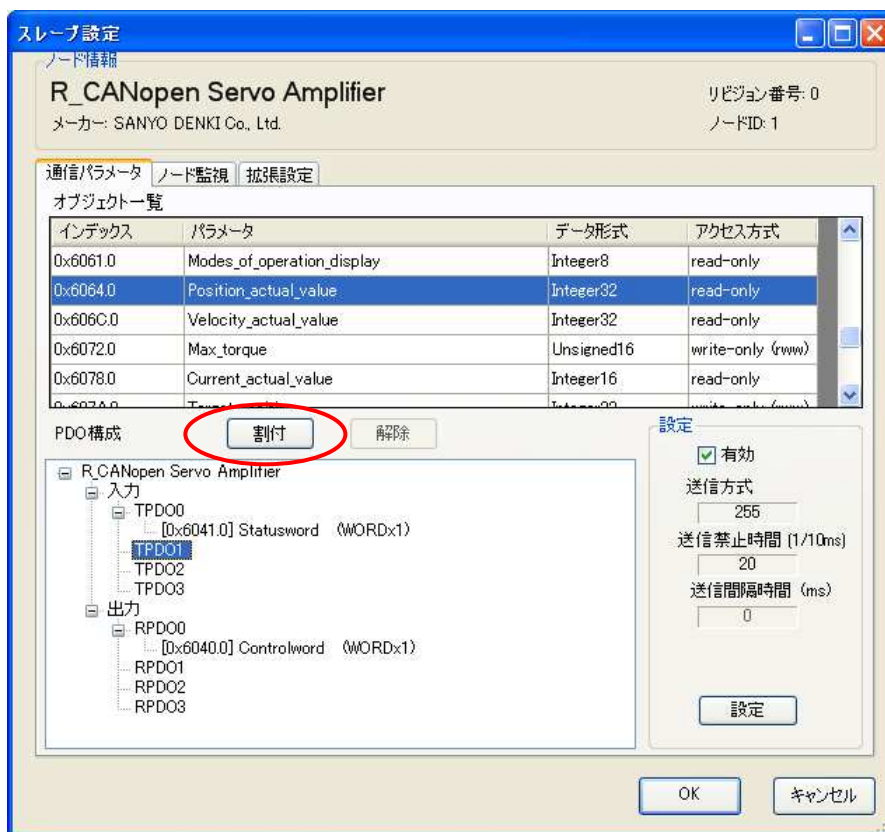 スレーブ設定
ノード情報
R_CANopen Servo Amplifier
リビジョン番号: 0
メーカー: SANYO DENKI Co., Ltd.
ノードID: 1
通信パラメータ ノード監視 拡張設定
オブジェクト一覧
インデックス パラメータ データ形式 アクセス方式
0x6061.0 Modes_of_operation_display Integer8 read-only
0x6064.0 Position_actual_value Integer32 read-only
0x606C.0 Velocity_actual_value Integer32 read-only
0x6072.0 Max_torque Unsigned16 write-only (rww)
0x6078.0 Current_actual_value Integer16 read-only
PDO構成 割付 解除
設定
R_CANopen Servo Amplifier
入力
TPDO0
[0x6041.0] Statusword (WORDx1)
TPDO1
TPDO2
TPDO3
出力
RPDO0
[0x6040.0] Controlword (WORDx1)
RPDO1
RPDO2
RPDO3
有効
送信方式
255
送信禁止時間 (1/10ms)
20
送信間隔時間 (ms)
0
設定
OK キャンセル